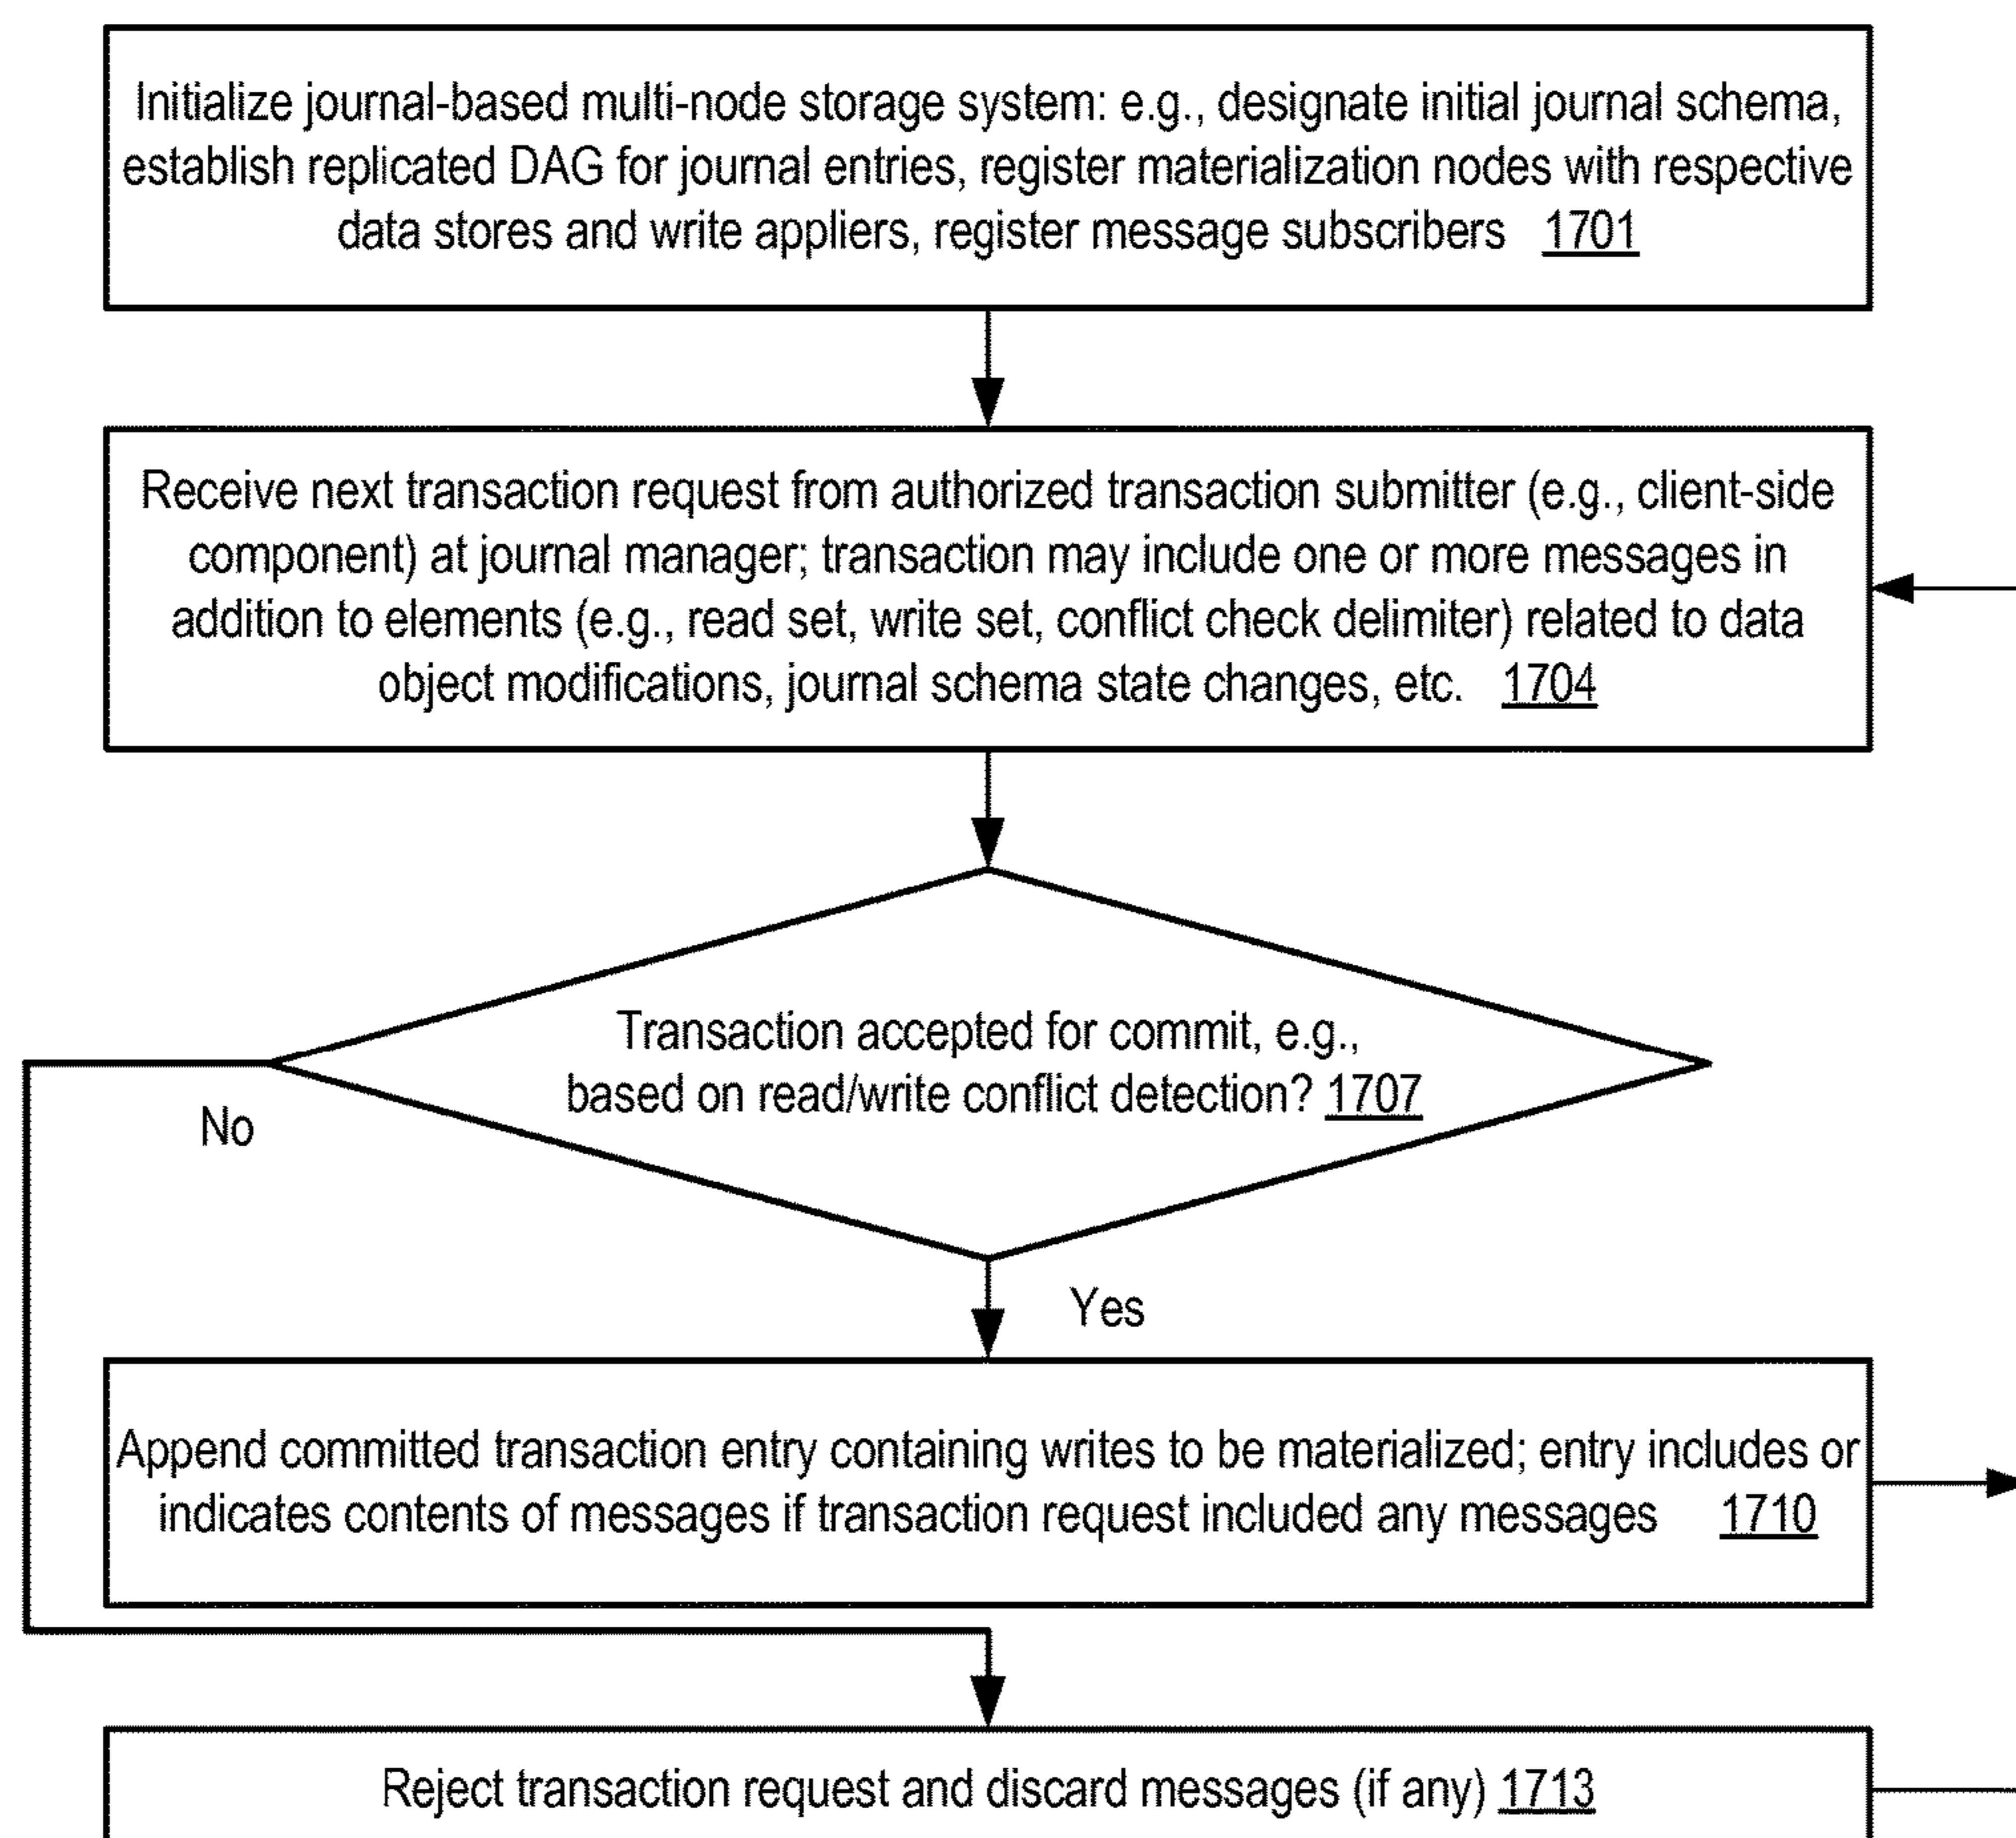 Initialize journal-based multi-node storage system: e.g., designate initial journal schema,
establish replicated DAG for journal entries, register materialization nodes with respective
data stores and write appliers, register message subscribers 1701
Receive next transaction request from authorized transaction submitter (e.g., client-side
component) at journal manager; transaction may include one or more messages in
addition to elements (e.g., read set, write set, conflict check delimiter) related to data
object modifications, journal schema state changes, etc. 1704
Transaction accepted for commit, e.g.,
based on read/write conflict detection? 1707
No
Yes
Append committed transaction entry containing writes to be materialized; entry includes or
indicates contents of messages if transaction request included any messages 1710
Reject transaction request and discard messages (if any) 1713